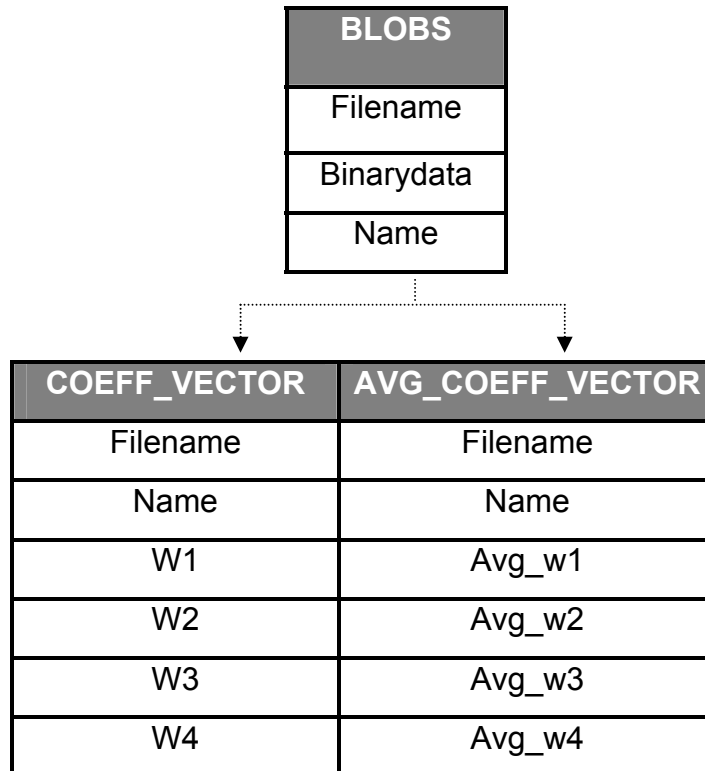 BLOBS
Filename
Binarydata
Name
COEFF_VECTOR AVG_COEFF_VECTOR
Filename Filename
Name Name
W1 Avg_w1
W2 Avg_w2
W3 Avg_w3
W4 Avg_w4